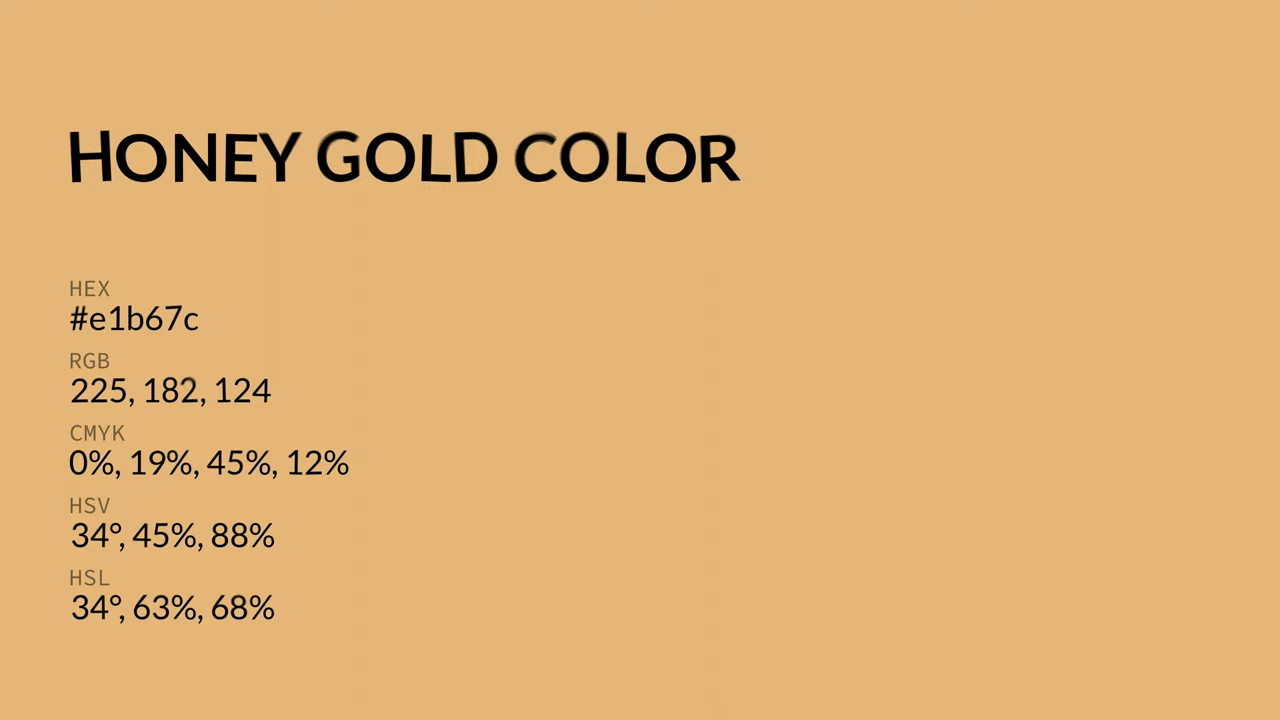 HONEY GOLD COLOR
HEX
#e1b67c
RGB
225, 182, 124
CMYK
0%, 19%, 45%, 12%
HSV
34°, 45%, 88%
HSL
34°, 63%, 68%